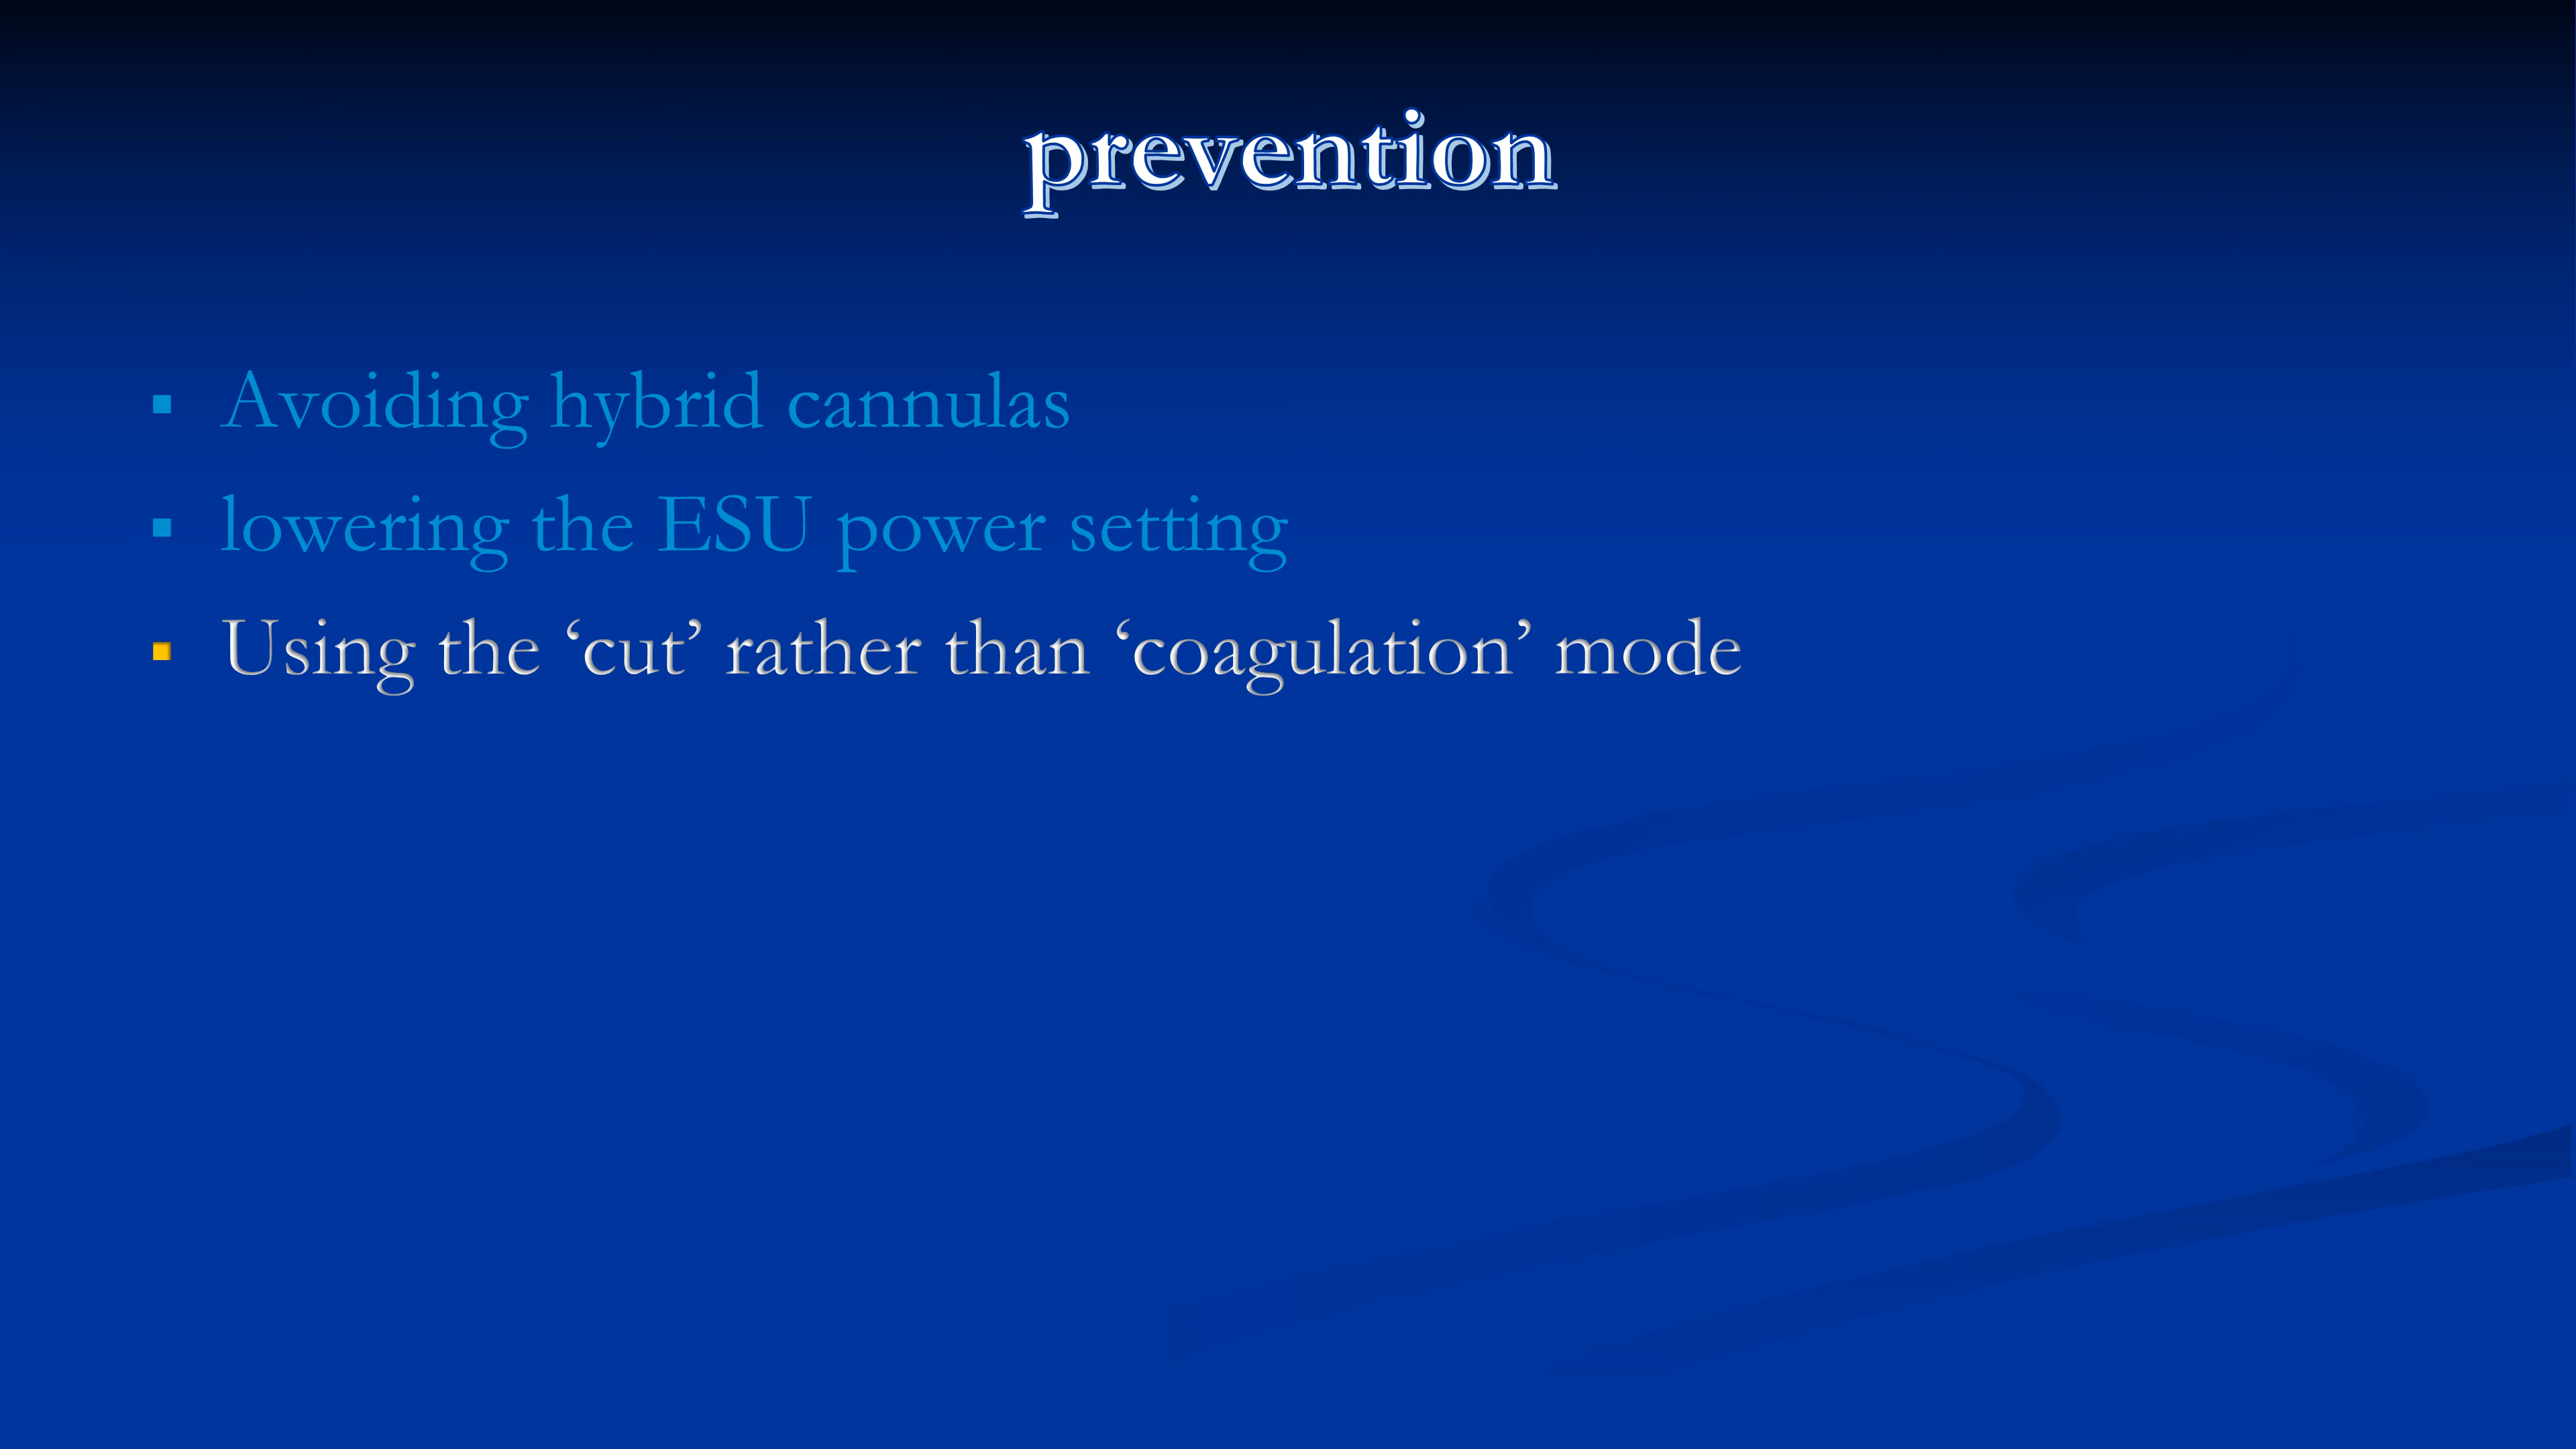 prevention
▪ Avoiding hybrid cannulas
▪ lowering the ESU power setting
▪ Using the ‘cut’ rather than ‘coagulation’ mode